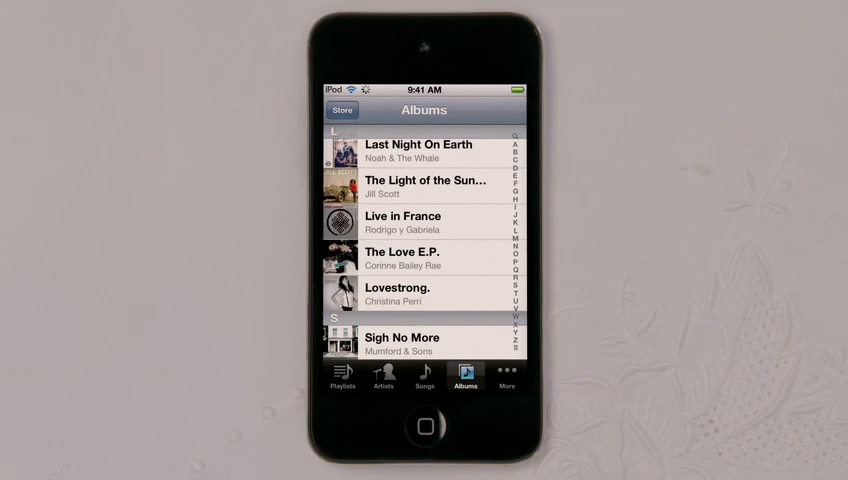 iPod 9:41 AM
Store Albums
L
Last Night On Earth
Noah & The Whale
The Light of the Sun...
Jill Scott
Live in France
Rodrigo y Gabriela
The Love E.P.
Corinne Bailey Rae
Lovestrong.
Christina Perri
S
Sigh No More
Mumford & Sons
A
B
C
D
E
F
G
H
I
J
K
L
M
N
O
P
Q
R
S
T
U
V
W
X
Y
Z
#
Playlists Artists Songs Albums More